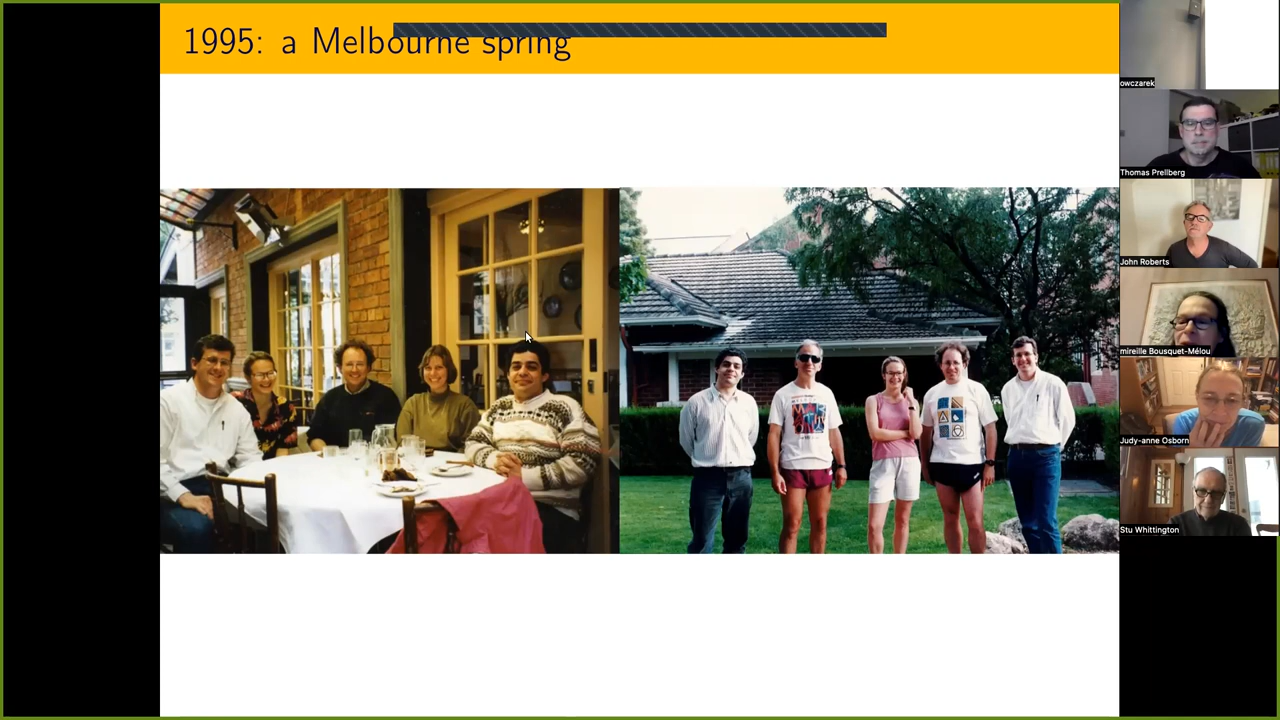 1995: a Melbourne spring
owczarek
Thomas Prellberg
John Roberts
mireille Bousquet-Mélou
Judy-anne Osborn
Stu Whittington